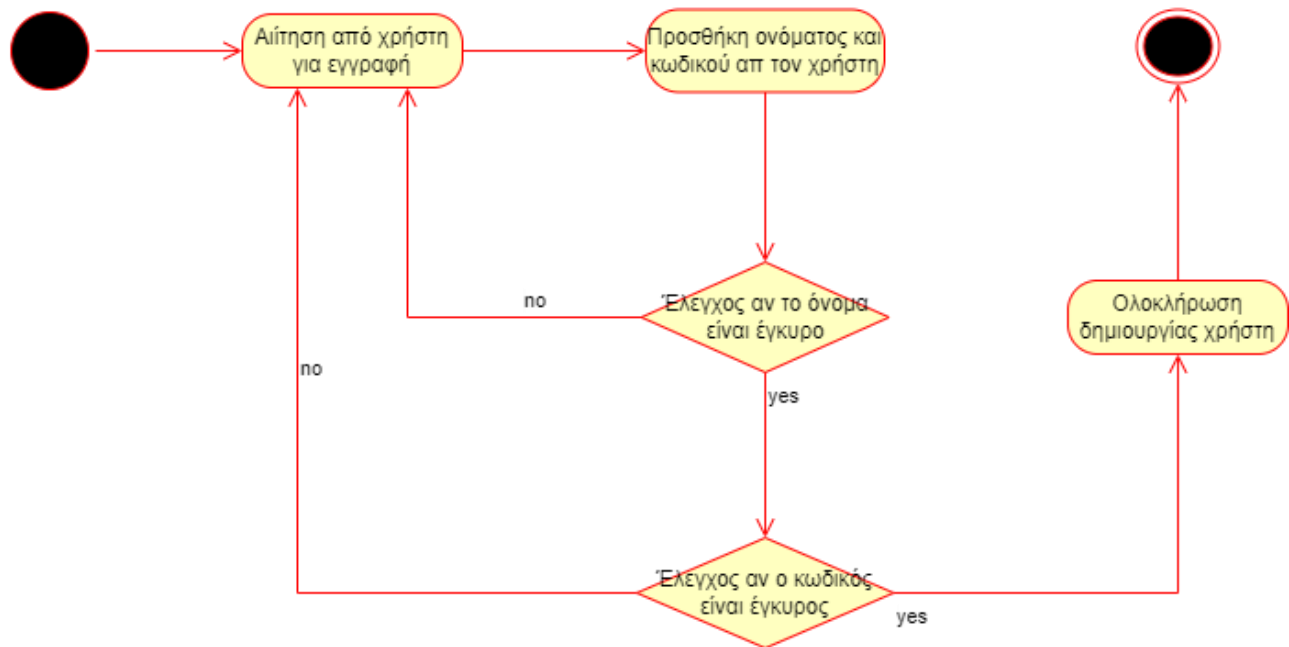 Αίτηση από χρήστη
για εγγραφή
Προσθήκη ονόματος και
κωδικού απ τον χρήστη
Έλεγχος αν το όνομα
είναι έγκυρο
no
yes
no
Έλεγχος αν ο κωδικός
είναι έγκυρος
yes
Ολοκλήρωση
δημιουργίας χρήστη